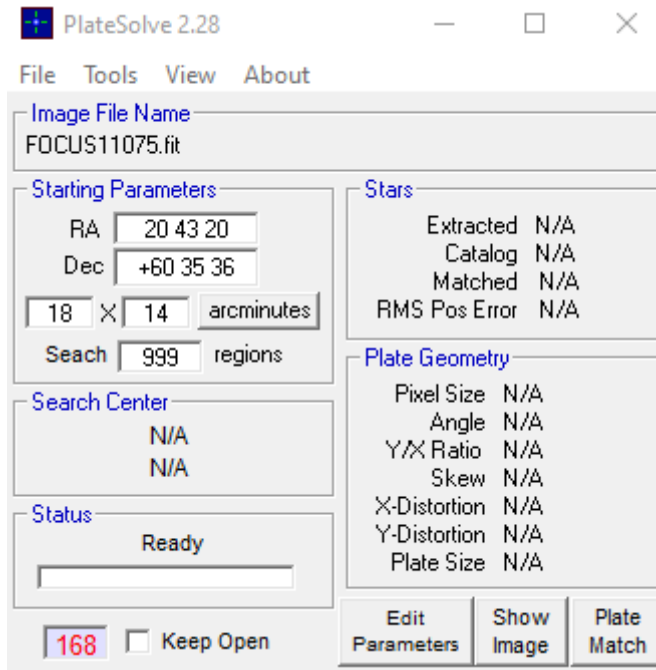 PlateSolve 2.28
File Tools View About
Image File Name
FOCUS11075.fit
Starting Parameters
RA 20 43 20
Dec +60 35 36
18 X 14 arcminutes
Seach 999 regions
Search Center
N/A
N/A
Status
Ready
168 Keep Open
Stars
Extracted N/A
Catalog N/A
Matched N/A
RMS Pos Error N/A
Plate Geometry
Pixel Size N/A
Angle N/A
Y/X Ratio N/A
Skew N/A
X-Distortion N/A
Y-Distortion N/A
Plate Size N/A
Edit Parameters
Show Image
Plate Match